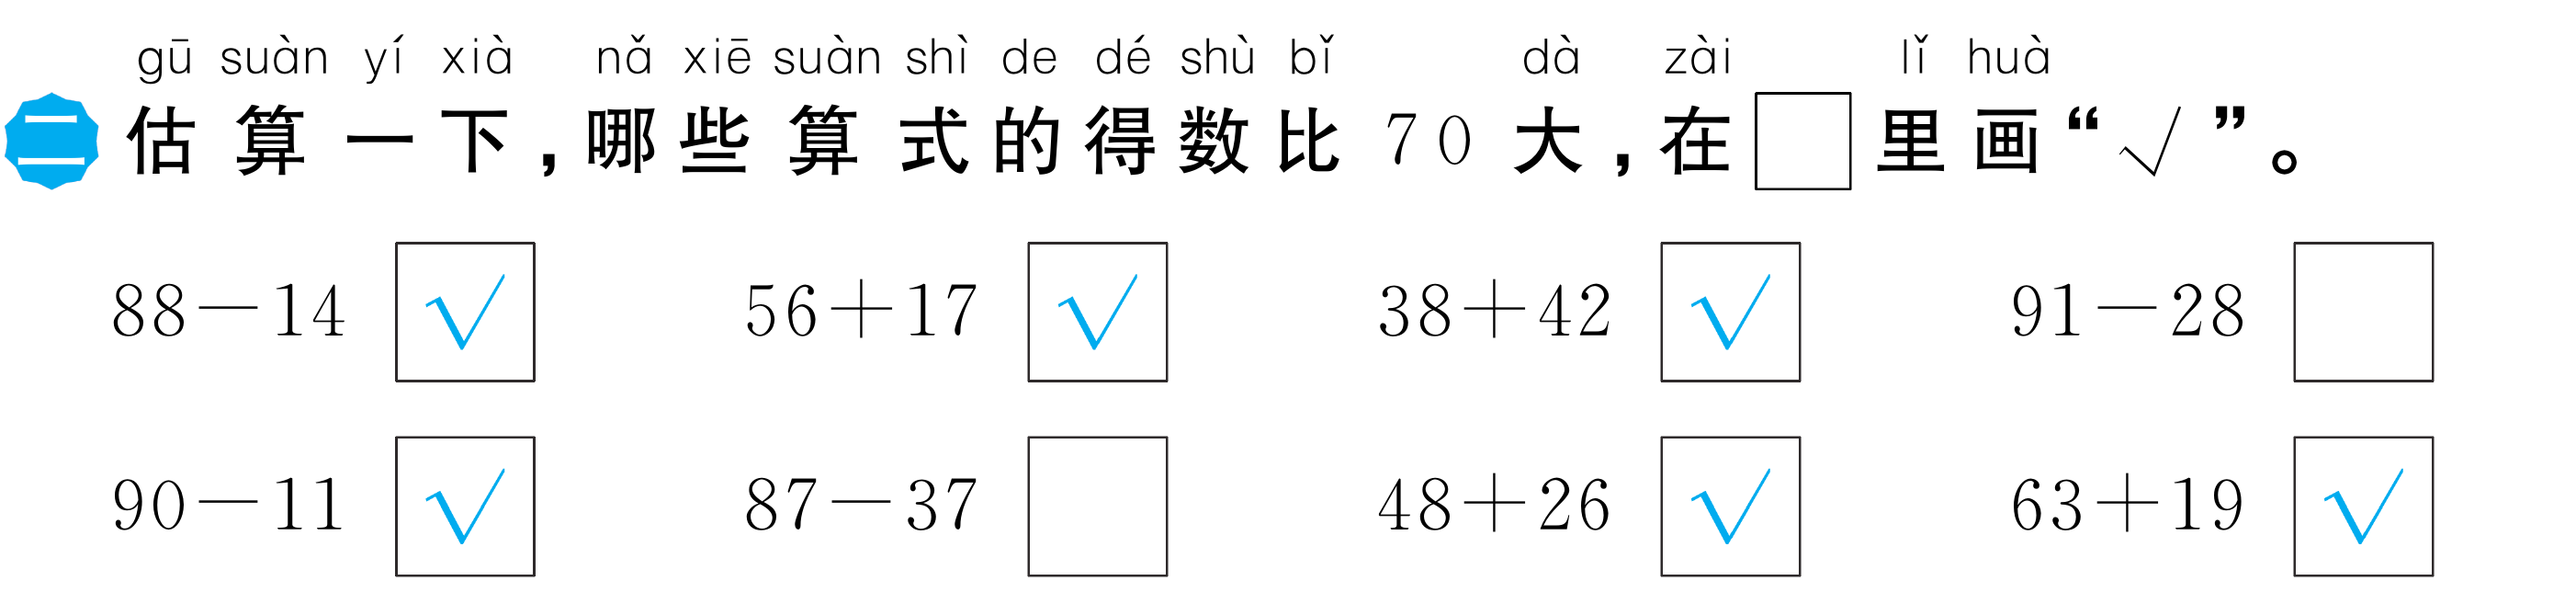 gū suàn yí xià nǎ xiē suàn shì de dé shù bǐ dà zài lǐ huà
二 估算一下，哪些算式的得数比 70 大，在□里画“√”。
88－14 √ 56＋17 √ 38＋42 √ 91－28 □
90－11 √ 87－37 □ 48＋26 √ 63＋19 √